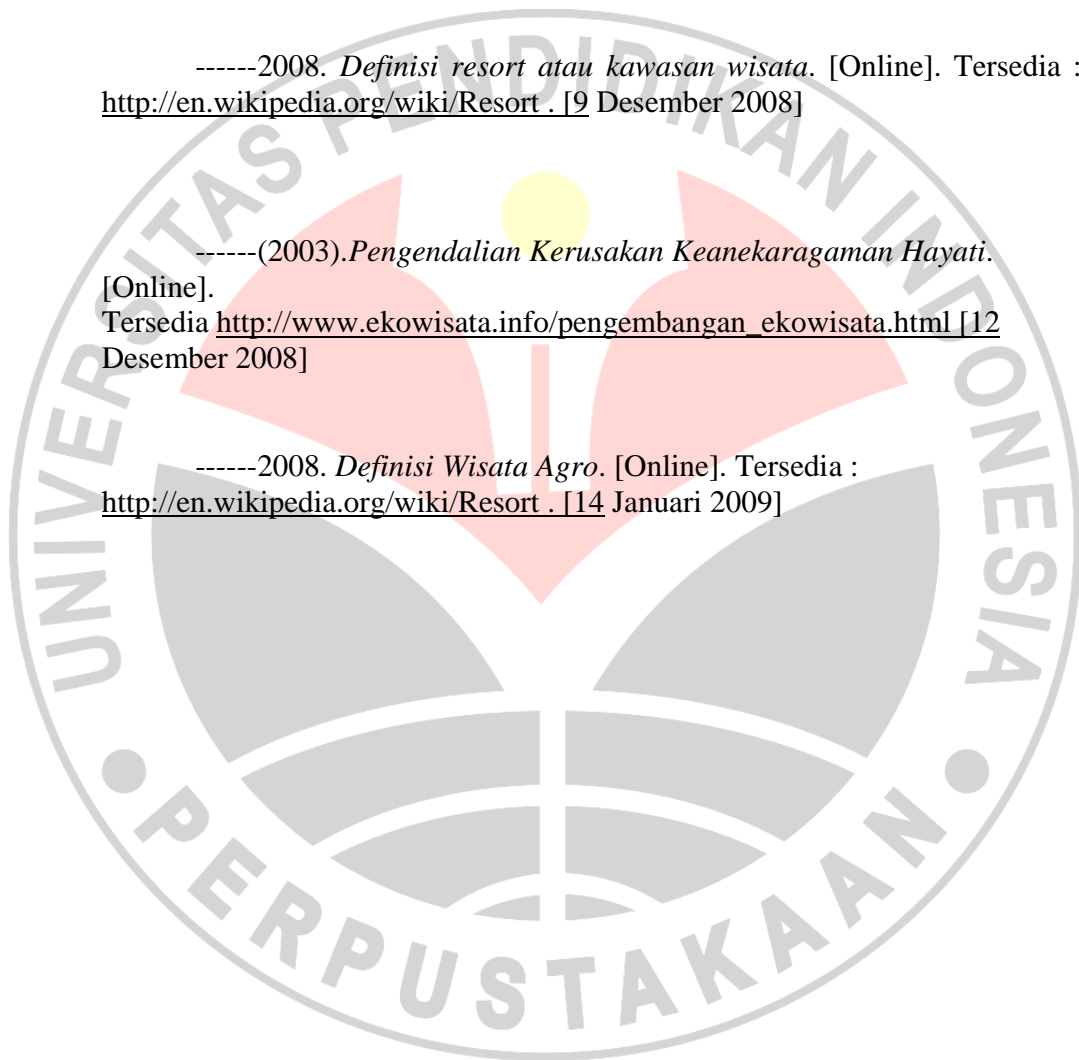 ------2008. Definisi resort atau kawasan wisata. [Online]. Tersedia :
http://en.wikipedia.org/wiki/Resort . [9 Desember 2008]
------(2003).Pengendalian Kerusakan Keanekaragaman Hayati.
[Online].
Tersedia http://www.ekowisata.info/pengembangan_ekowisata.html [12
Desember 2008]
------2008. Definisi Wisata Agro. [Online]. Tersedia :
http://en.wikipedia.org/wiki/Resort . [14 Januari 2009]
UNIVERSITAS PENDIDIKAN INDONESIA
PERPUSTAKAAN